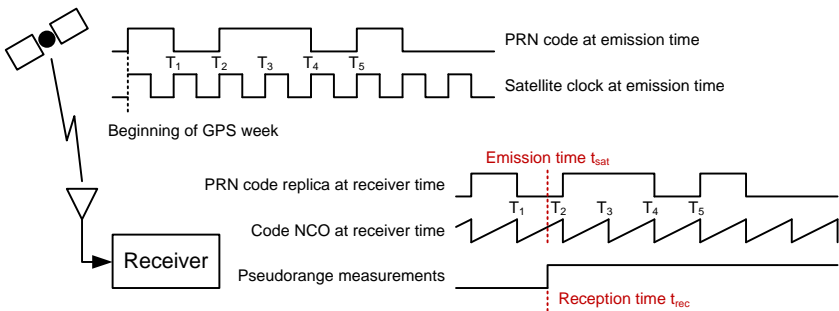 PRN code at emission time
T1 T2 T3 T4 T5
Satellite clock at emission time
Beginning of GPS week
Emission time tsat
PRN code replica at receiver time
T1 T2 T3 T4 T5
Code NCO at receiver time
Receiver
Pseudorange measurements
Reception time trec